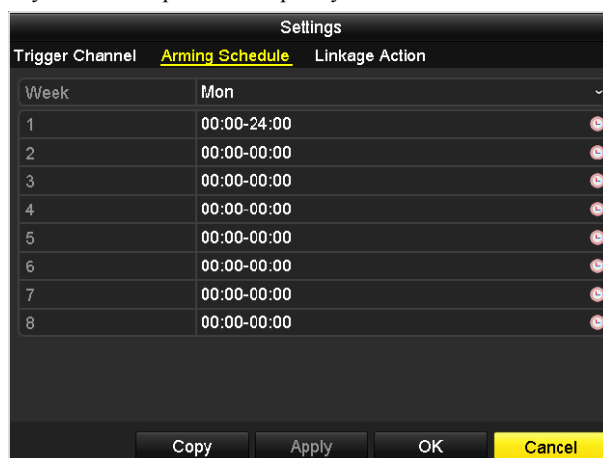 Settings
Trigger Channel Arming Schedule Linkage Action
Week Mon
1 00:00-24:00
2 00:00-00:00
3 00:00-00:00
4 00:00-00:00
5 00:00-00:00
6 00:00-00:00
7 00:00-00:00
8 00:00-00:00
Copy Apply OK Cancel